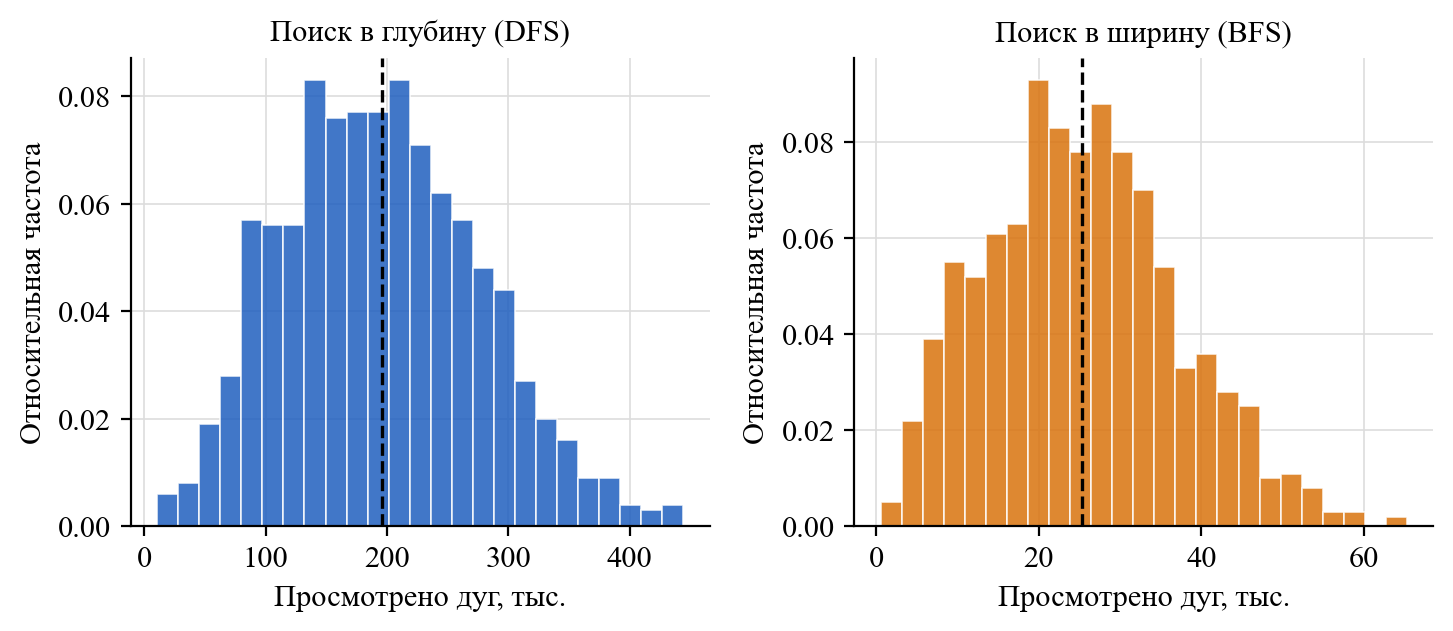 Поиск в глубину (DFS)
Относительная частота
0.08
0.06
0.04
0.02
0.00
0 100 200 300 400
Просмотрено дуг, тыс.
Поиск в ширину (BFS)
Относительная частота
0.08
0.06
0.04
0.02
0.00
0 20 40 60
Просмотрено дуг, тыс.